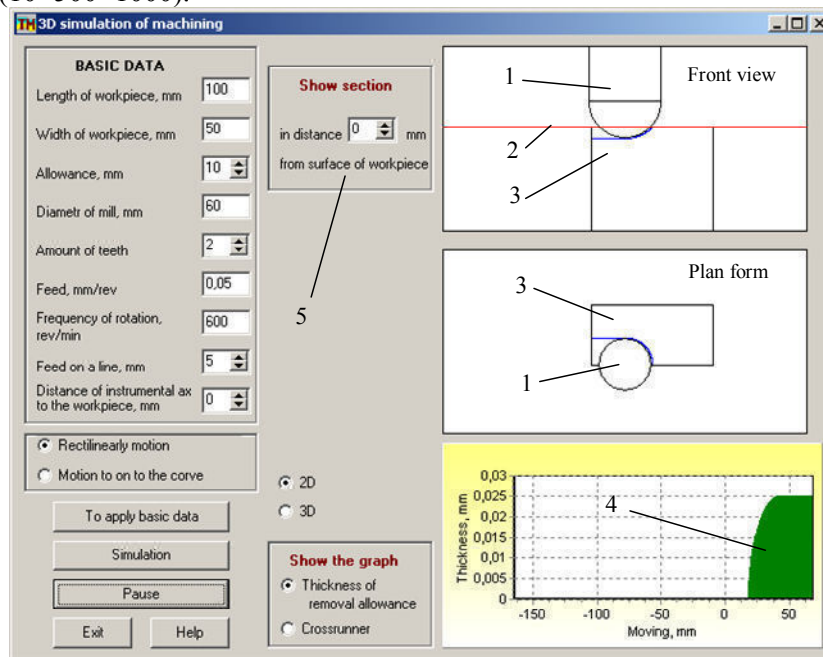 (10×300×1000).
TM 3D simulation of machining
BASIC DATA
Length of workpiece, mm 100
Width of workpiece, mm 50
Allowance, mm 10
Diametr of mill, mm 60
Amount of teeth 2
Feed, mm/rev 0,05
Frequency of rotation,
rev/min 600
Feed on a line, mm 5
Distance of instrumental ax
to the workpiece, mm 0
Rectilinearly motion
Motion to on to the corve
To apply basic data
Simulation
Pause
Exit Help
Show section
in distance 0 mm
from surface of workpiece
5
2D
3D
Show the graph
Thickness of
removal allowance
Crossrunner
1 Front view
2
3
Plan form
3
1
Thickness, mm
0,03
0,025
0,02
0,015
0,01
0,005
0
4
-150 -100 -50 0 50
Moving, mm